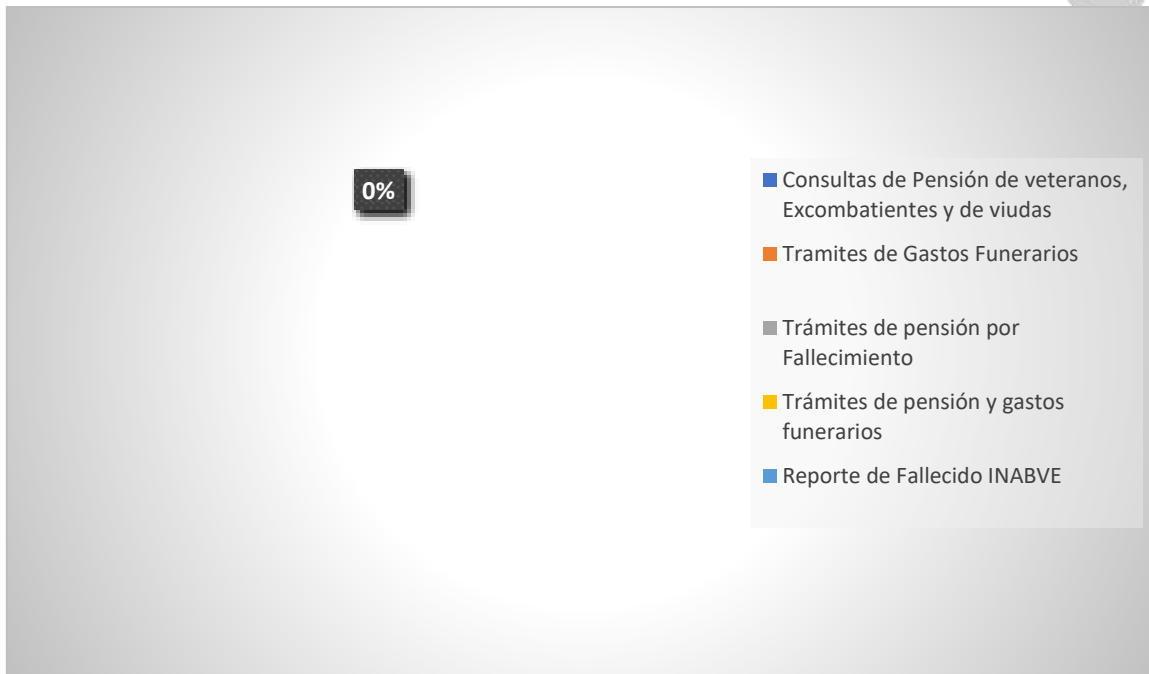 0%
Consultas de Pensión de veteranos,
Excombatientes y de viudas
Tramites de Gastos Funerarios
Trámites de pensión por
Fallecimiento
Trámites de pensión y gastos
funerarios
Reporte de Fallecido INABVE